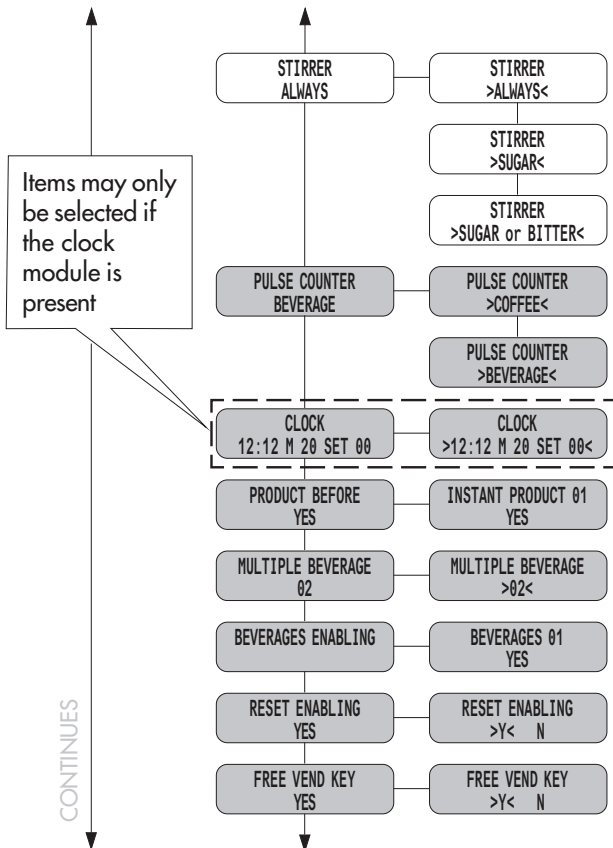 STIRRER
ALWAYS
STIRRER
>ALWAYS<
STIRRER
>SUGAR<
STIRRER
>SUGAR or BITTER<
Items may only
be selected if
the clock
module is
present
PULSE COUNTER
BEVERAGE
PULSE COUNTER
>COFFEE<
PULSE COUNTER
>BEVERAGE<
CLOCK
12:12 M 20 SET 00
CLOCK
>12:12 M 20 SET 00<
PRODUCT BEFORE
YES
INSTANT PRODUCT 01
YES
MULTIPLE BEVERAGE
02
MULTIPLE BEVERAGE
>02<
BEVERAGES ENABLING
BEVERAGES 01
YES
RESET ENABLING
YES
RESET ENABLING
>Y< N
FREE VEND KEY
YES
FREE VEND KEY
>Y< N
CONTINUES